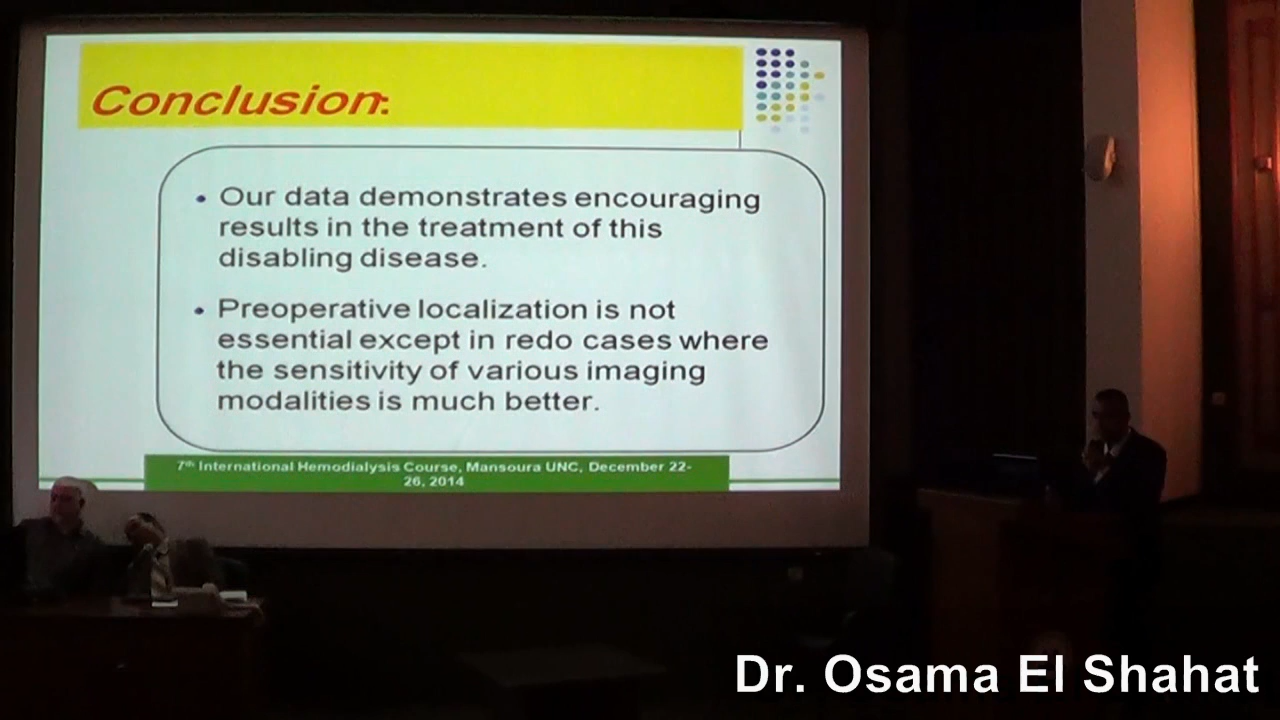 Conclusion:
• Our data demonstrates encouraging
results in the treatment of this
disabling disease.
• Preoperative localization is not
essential except in redo cases where
the sensitivity of various imaging
modalities is much better.
7th International Hemodialysis Course, Mansoura UNC, December 22-
26, 2014
Dr. Osama El Shahat